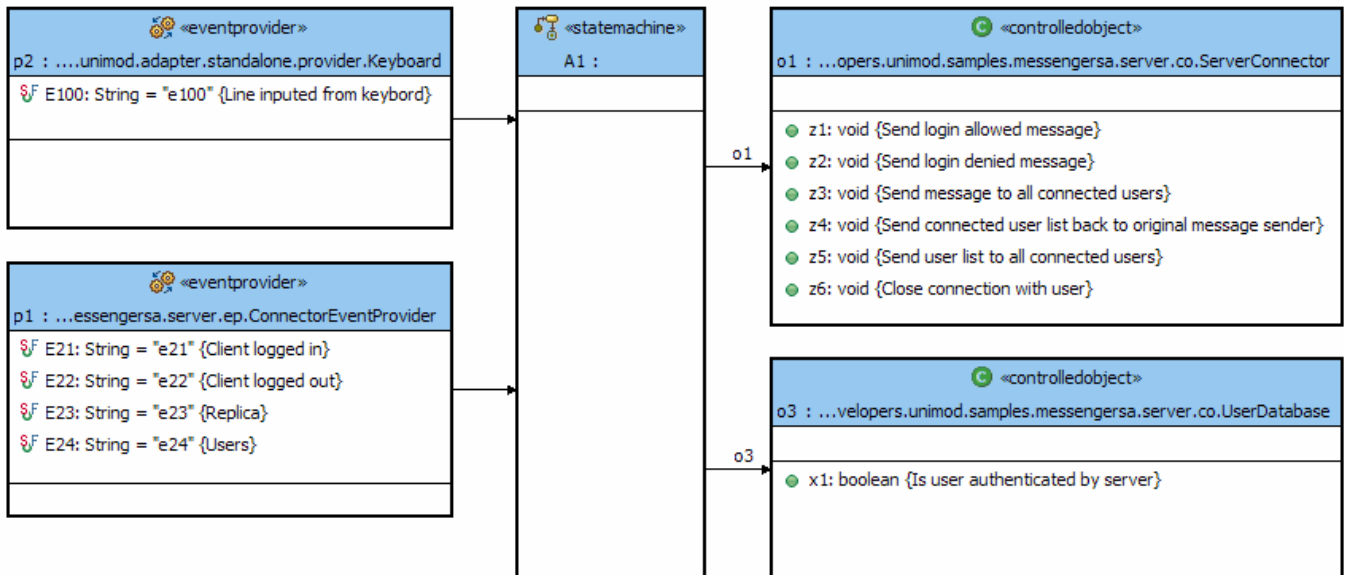 «eventprovider»
p2 : ....unimod.adapter.standalone.provider.Keyboard
E100: String = "e100" {Line inputed from keybord}
«eventprovider»
p1 : ...essengersa.server.ep.ConnectorEventProvider
E21: String = "e21" {Client logged in}
E22: String = "e22" {Client logged out}
E23: String = "e23" {Replica}
E24: String = "e24" {Users}
«statemachine»
A1 :
o1
o3
«controlledobject»
o1 : ...opers.unimod.samples.messengersa.server.co.ServerConnector
z1: void {Send login allowed message}
z2: void {Send login denied message}
z3: void {Send message to all connected users}
z4: void {Send connected user list back to original message sender}
z5: void {Send user list to all connected users}
z6: void {Close connection with user}
«controlledobject»
o3 : ...velopers.unimod.samples.messengersa.server.co.UserDatabase
x1: boolean {Is user authenticated by server}